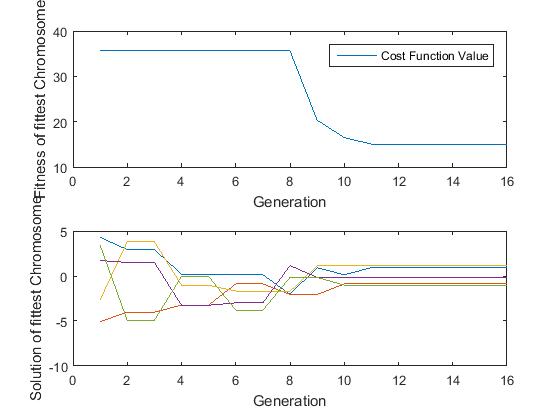 Fitness of fittest Chromosome
40
30
20
10
Cost Function Value
0 2 4 6 8 10 12 14 16
Generation
Solution of fittest Chromosome
5
0
-5
-10
0 2 4 6 8 10 12 14 16
Generation